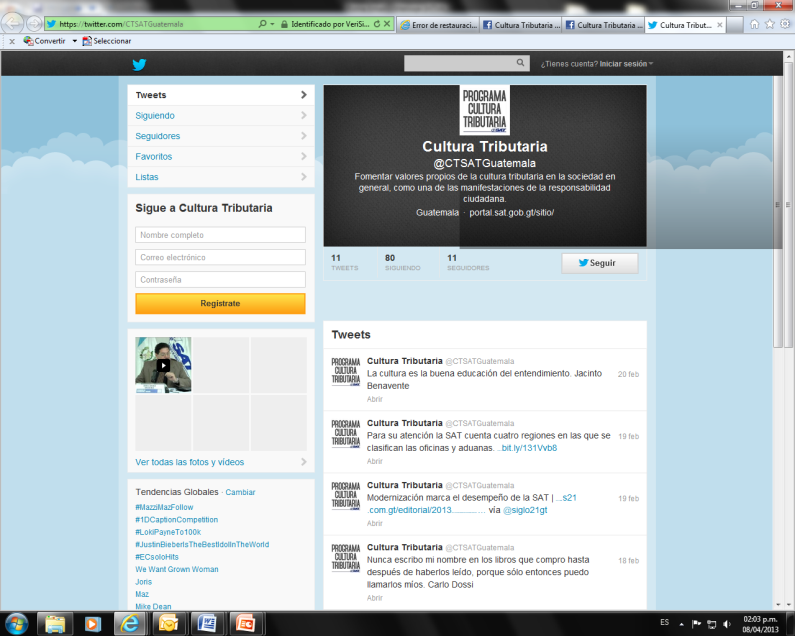 https://twitter.com/CTSATGuatemala
Identificado por VeriSi...
Error de restauraci...
Cultura Tributaria ...
Cultura Tributaria ...
Cultura Tribut...
Convertir
Seleccionar
¿Tienes cuenta? Iniciar sesión
Tweets
Siguiendo
Seguidores
Favoritos
Listas
Sigue a Cultura Tributaria
Nombre completo
Correo electrónico
Contraseña
Regístrate
Ver todas las fotos y vídeos
Tendencias Globales · Cambiar
#MazziMazFollow
#1DCaptionCompetition
#LokiPayneTo100k
#JustinBieberIsTheBestIdolInTheWorld
#ECsoloHits
We Want Grown Woman
Joris
Maz
Mike Dean
PROGRAMA
CULTURA
TRIBUTARIA
SAT
Cultura Tributaria
@CTSATGuatemala
Fomentar valores propios de la cultura tributaria en la sociedad en
general, como una de las manifestaciones de la responsabilidad
ciudadana.
Guatemala · portal.sat.gob.gt/sitio/
11 80 11
TWEETS SIGUIENDO SEGUIDORES
Seguir
Tweets
PROGRAMA
CULTURA
TRIBUTARIA
Cultura Tributaria @CTSATGuatemala
La cultura es la buena educación del entendimiento. Jacinto
Benavente
20 feb
Abrir
PROGRAMA
CULTURA
TRIBUTARIA
Cultura Tributaria @CTSATGuatemala
Para su atención la SAT cuenta cuatro regiones en las que se
clasifican las oficinas y aduanas. ..bit.ly/131Vvb8
19 feb
Abrir
PROGRAMA
CULTURA
TRIBUTARIA
Cultura Tributaria @CTSATGuatemala
Modernización marca el desempeño de la SAT | ...s21
.com.gt/editorial/2013.............. vía @siglo21gt
19 feb
Abrir
PROGRAMA
CULTURA
TRIBUTARIA
Cultura Tributaria @CTSATGuatemala
Nunca escribo mi nombre en los libros que compro hasta
después de haberlos leído, porque sólo entonces puedo
llamarlos míos. Carlo Dossi
18 feb
Abrir
ES
02:03 p.m.
08/04/2013